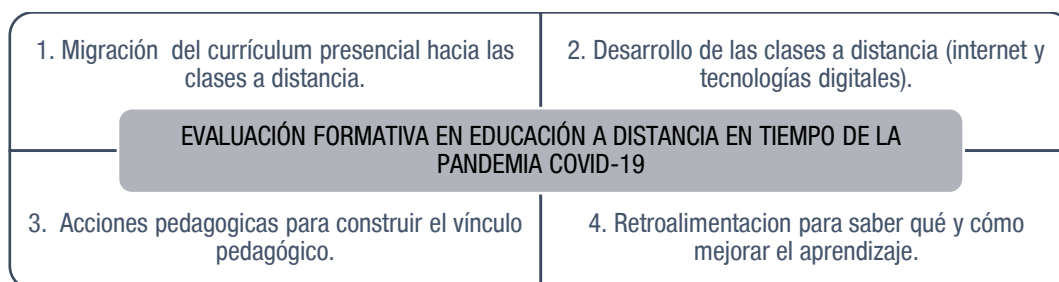 1. Migración del currículum presencial hacia las
clases a distancia.
2. Desarrollo de las clases a distancia (internet y
tecnologías digitales).
EVALUACIÓN FORMATIVA EN EDUCACIÓN A DISTANCIA EN TIEMPO DE LA
PANDEMIA COVID-19
3. Acciones pedagogicas para construir el vínculo
pedagógico.
4. Retroalimentacion para saber qué y cómo
mejorar el aprendizaje.